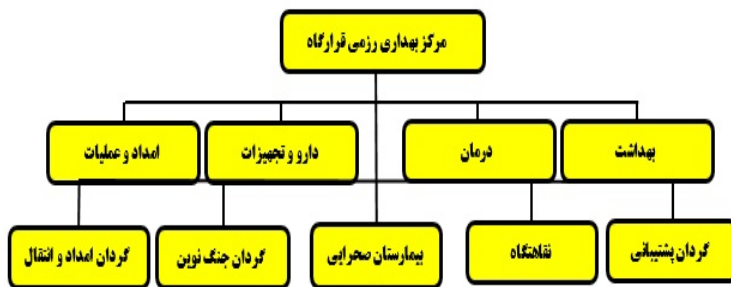 مرکز بهداری رزمی قرارگاه
بهداشت
درمان
دارو و تجهیزات
امداد و عملیات
گردان پشتیبانی
نقاهتگاه
بیمارستان صحرایی
گردان جنگ نوین
گردان امداد و انتقال